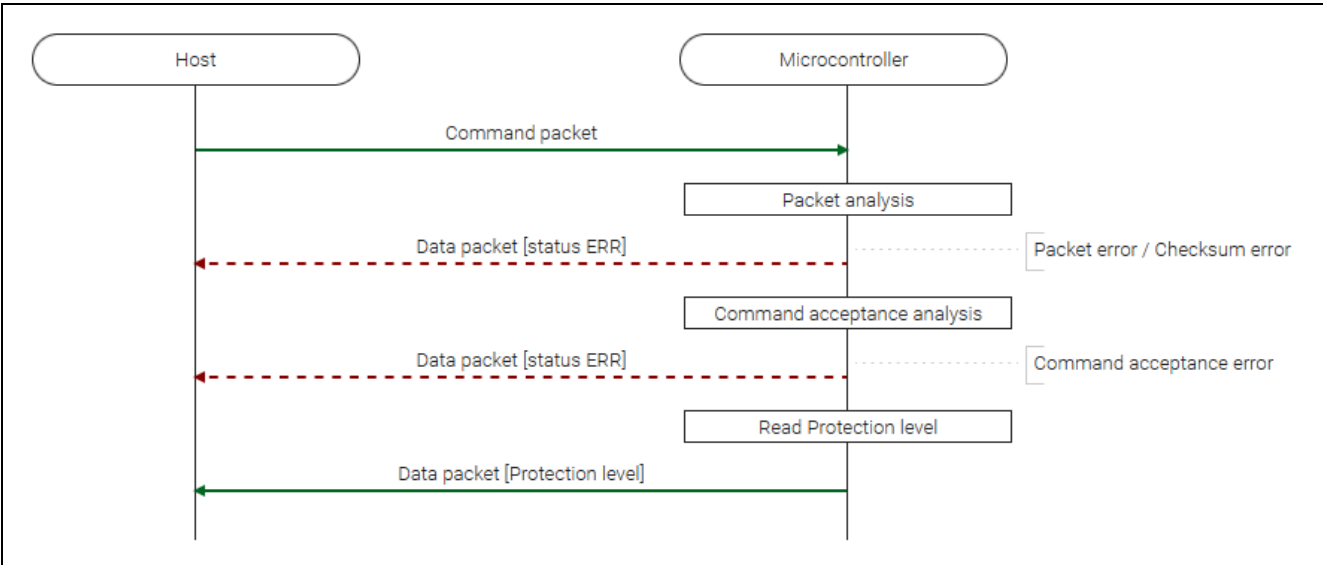 Host
Microcontroller
Command packet
Packet analysis
Data packet [status ERR]
Packet error / Checksum error
Command acceptance analysis
Data packet [status ERR]
Command acceptance error
Read Protection level
Data packet [Protection level]